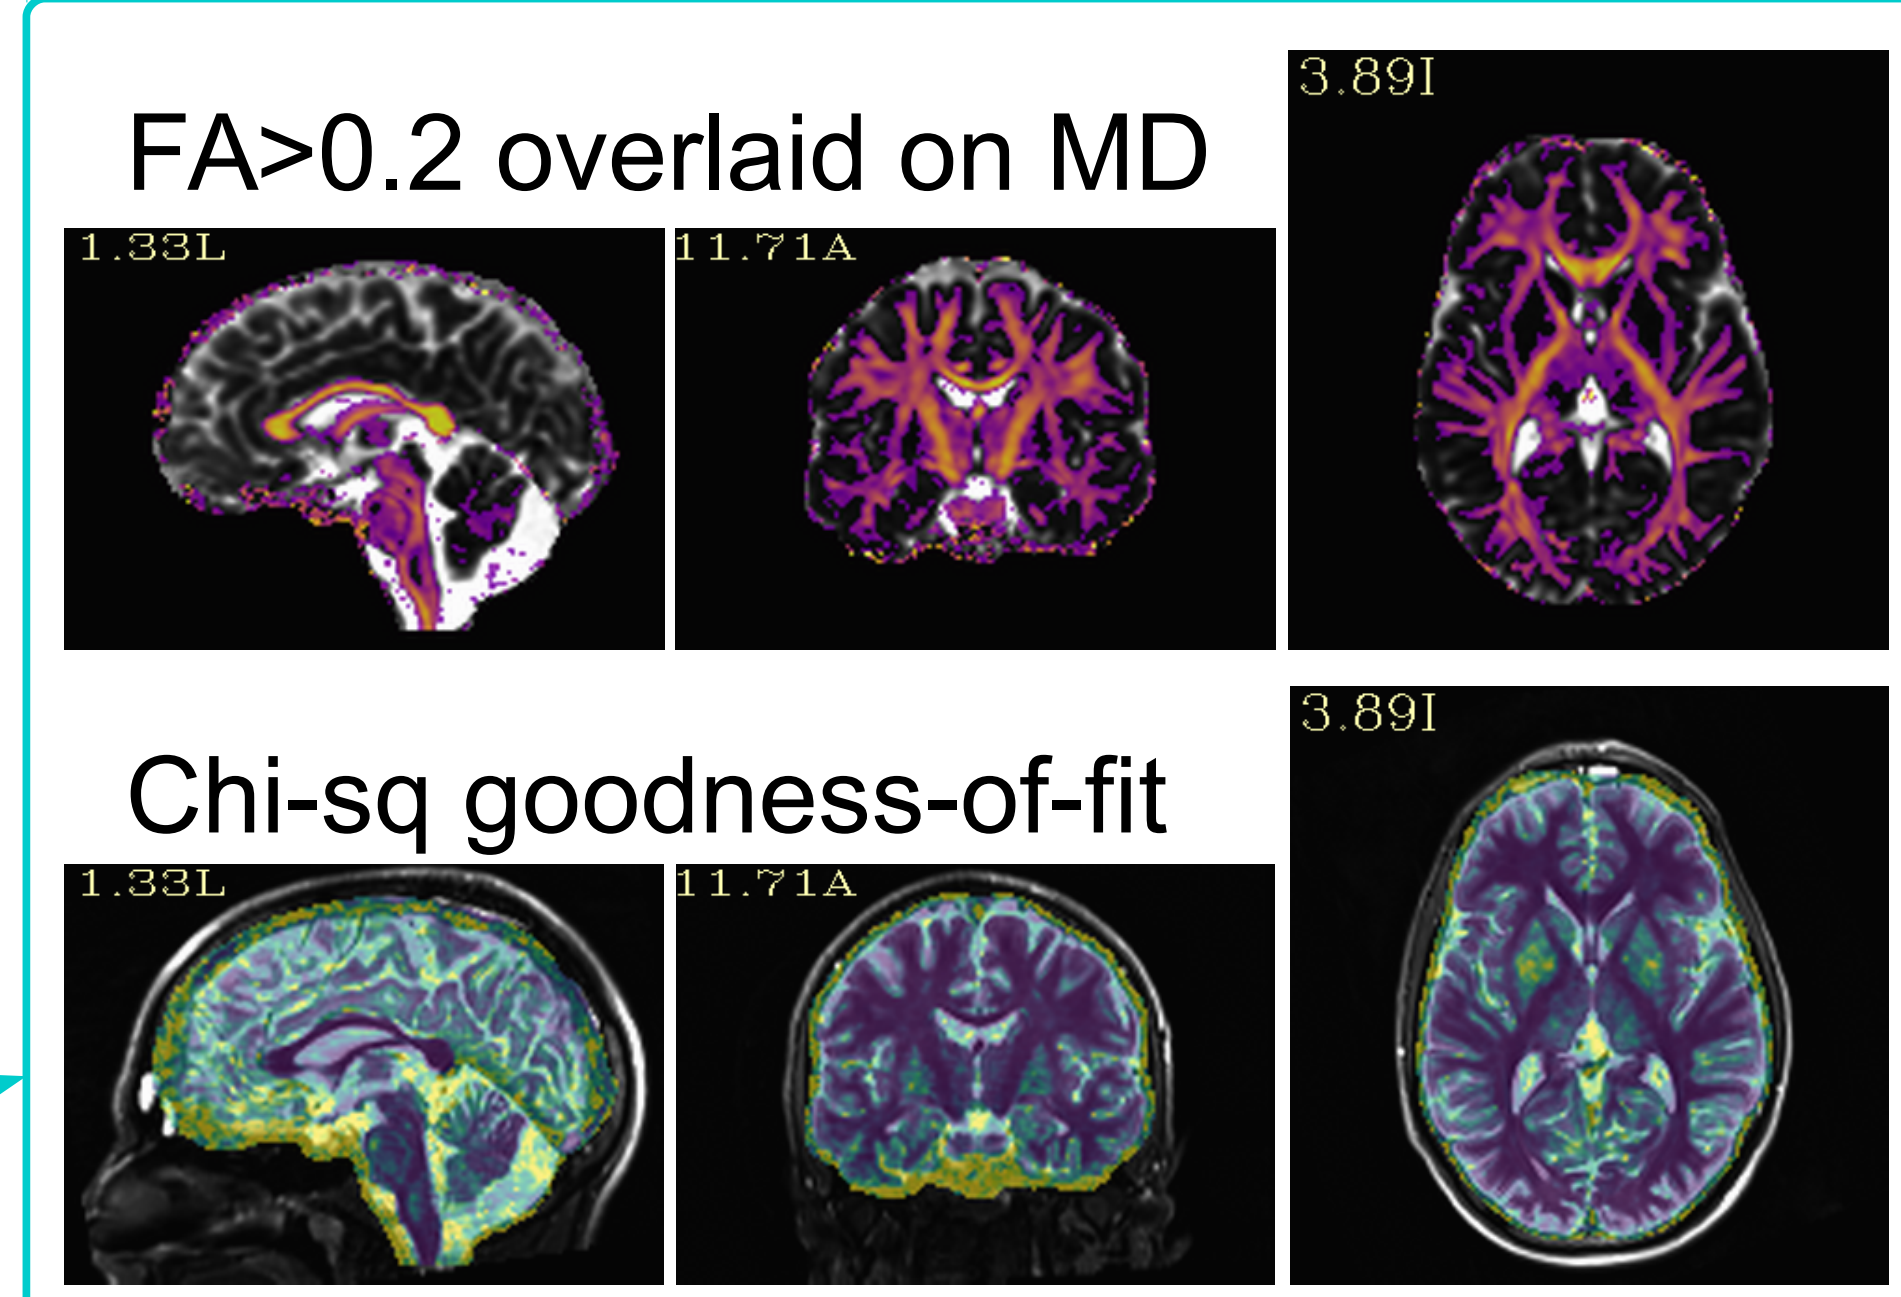 3.89I
FA>0.2 overlaid on MD
1.33L
11.71A
3.89I
Chi-sq goodness-of-fit
1.33L
11.71A